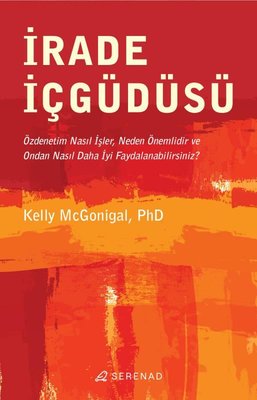 İRADE
İÇGÜDÜSÜ
Özdenetim Nasıl İşler, Neden Önemlidir ve
Ondan Nasıl Daha İyi Faydalanabilirsiniz?
Kelly McGonigal, PhD
SERENAD